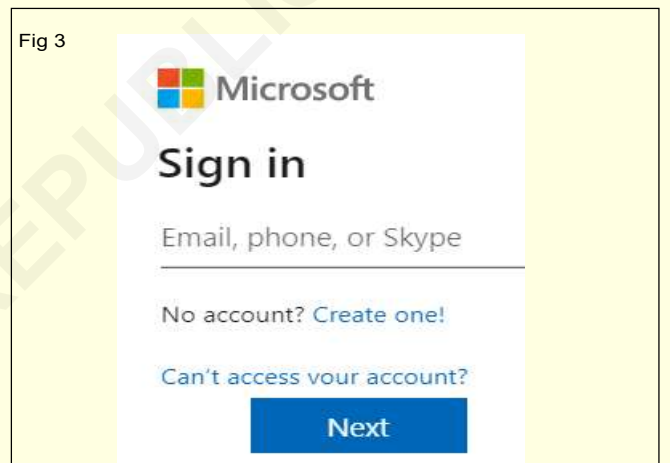 Fig 3
Microsoft
Sign in
Email, phone, or Skype
No account? Create one!
Can't access your account?
Next